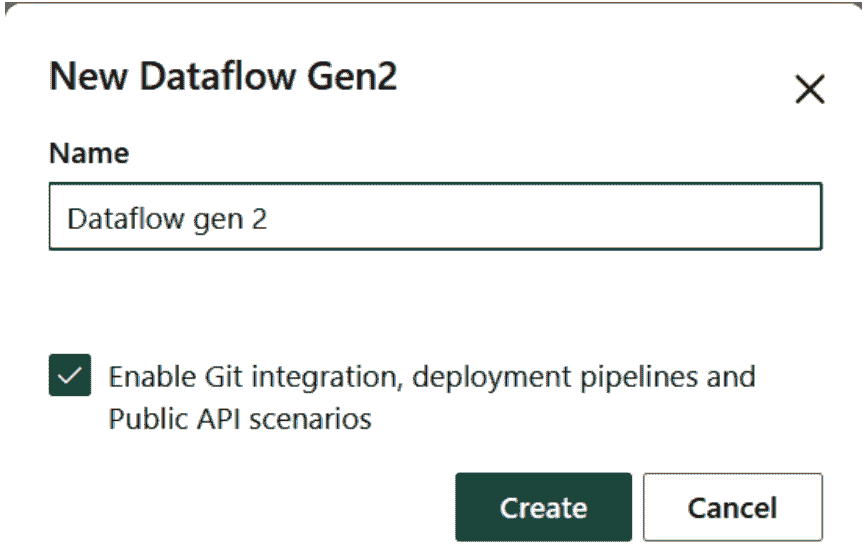 New Dataflow Gen2
Name
Dataflow gen 2
Enable Git integration, deployment pipelines and
Public API scenarios
Create
Cancel